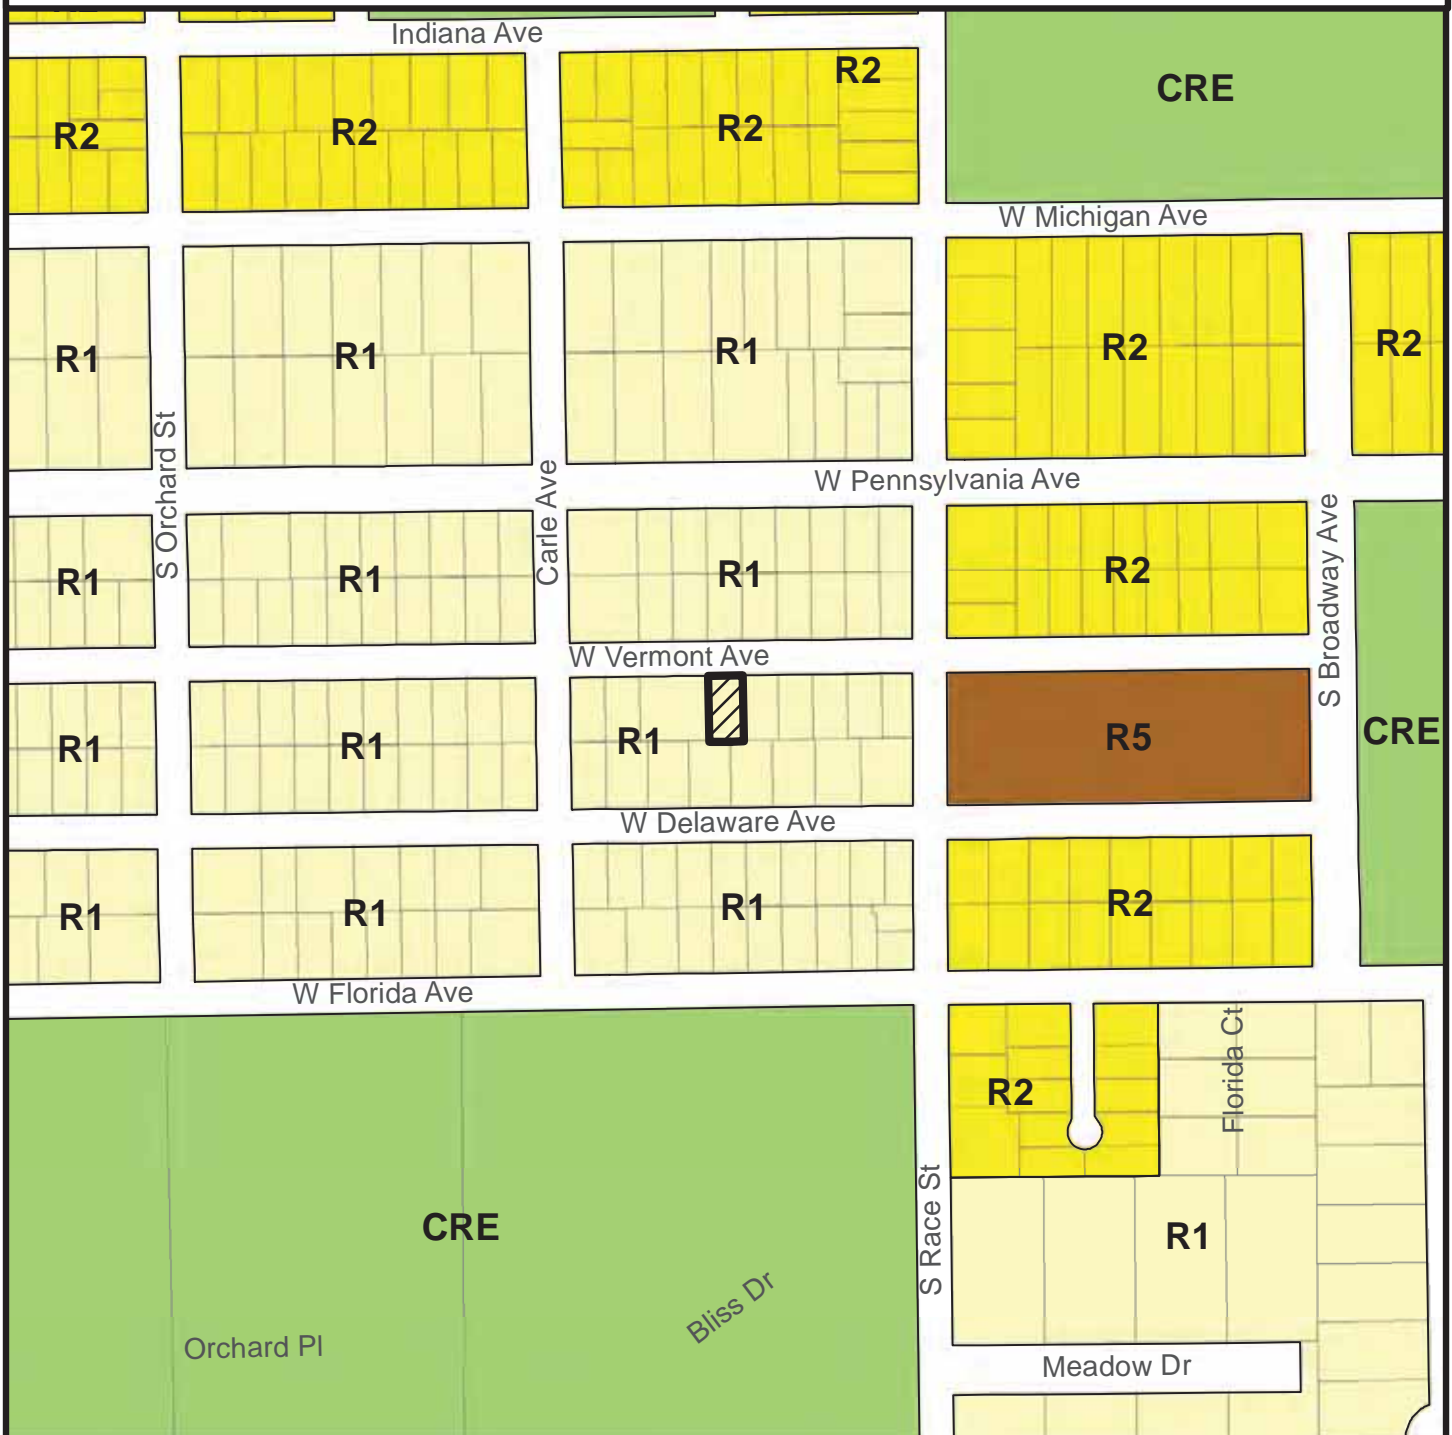 Indiana Ave
R2
CRE
R2
R2
R2
W Michigan Ave
R1
R1
R1
R2
R2
S Orchard St
Carle Ave
W Pennsylvania Ave
S Broadway Ave
R1
R1
R1
R2
W Vermont Ave
R1
R1
R1
R5
CRE
W Delaware Ave
R1
R1
R1
R2
W Florida Ave
Florida Ct
R2
S Race St
CRE
R1
Bliss Dr
Orchard Pl
Meadow Dr